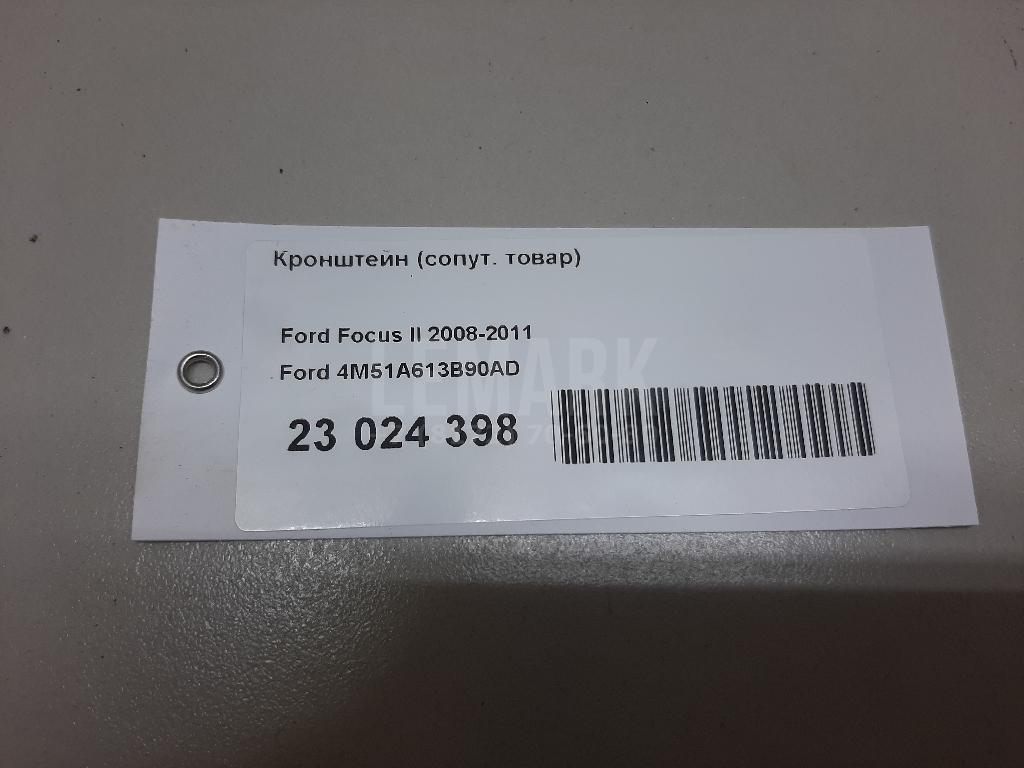 Кронштейн (сопут. товар)
Ford Focus II 2008-2011
LEMARK
Ford 4M51A613B90AD
23 024 398